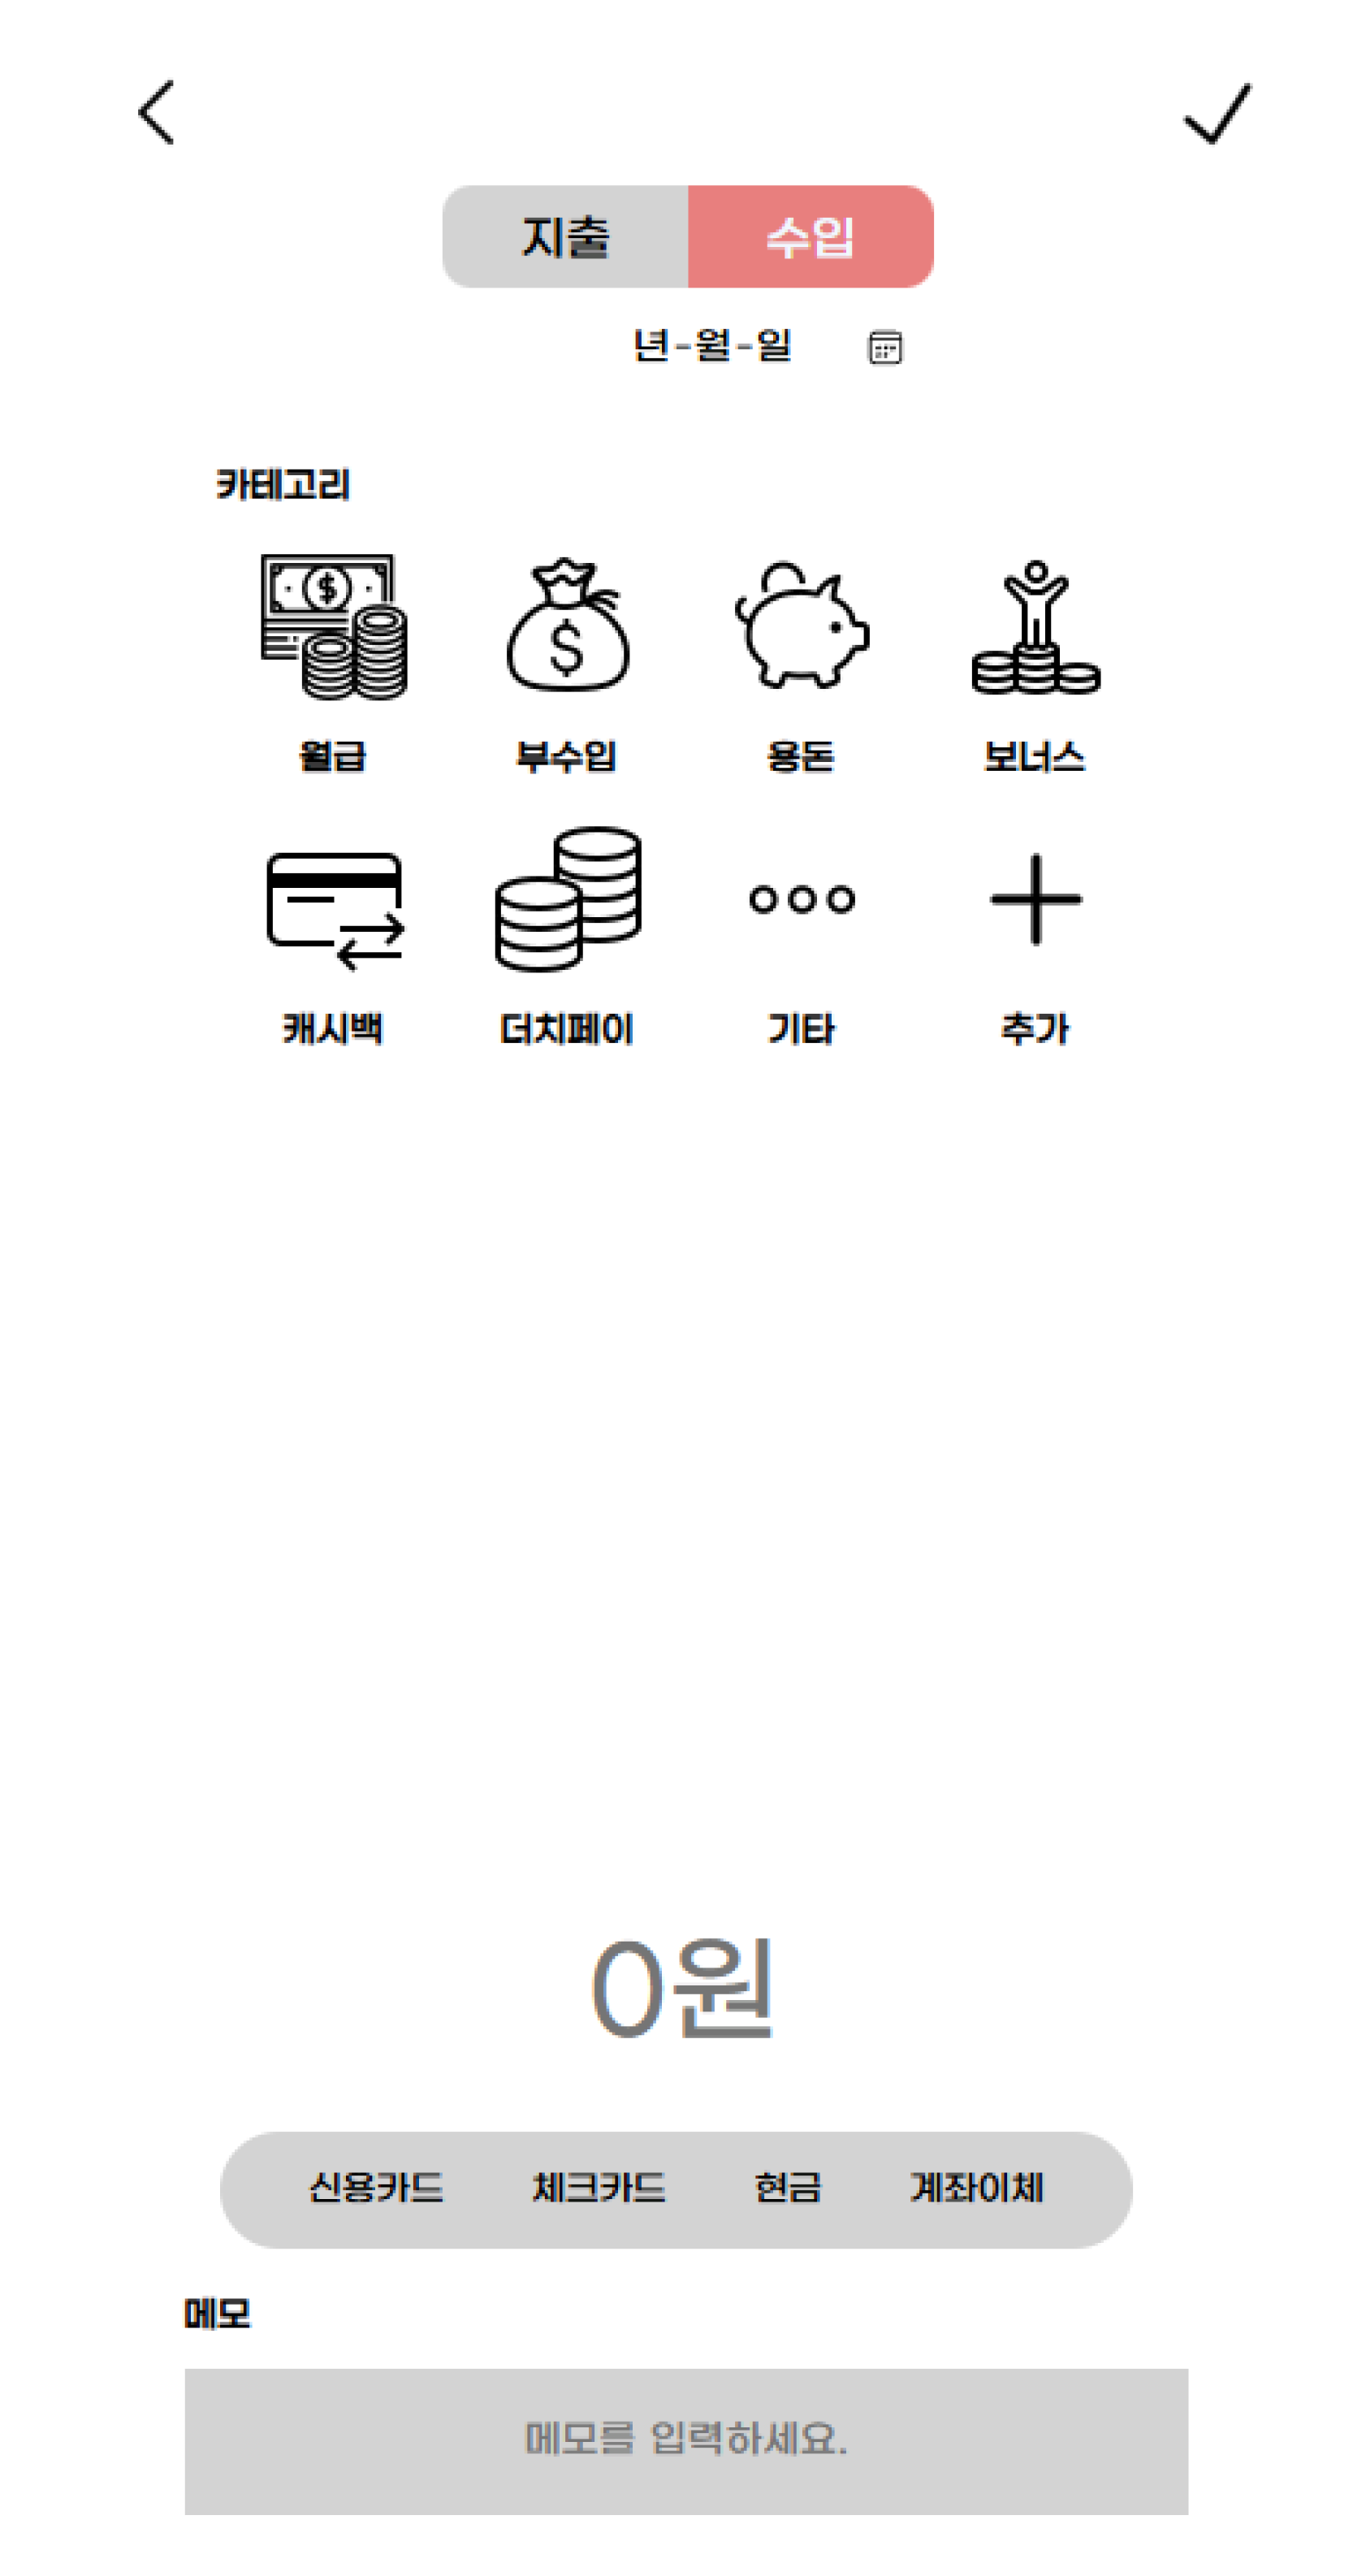 지출 수입
년-월-일
카테고리
월급 부수입 용돈 보너스
캐시백 더치페이 기타 추가
0원
신용카드 체크카드 현금 계좌이체
메모
메모를 입력하세요.